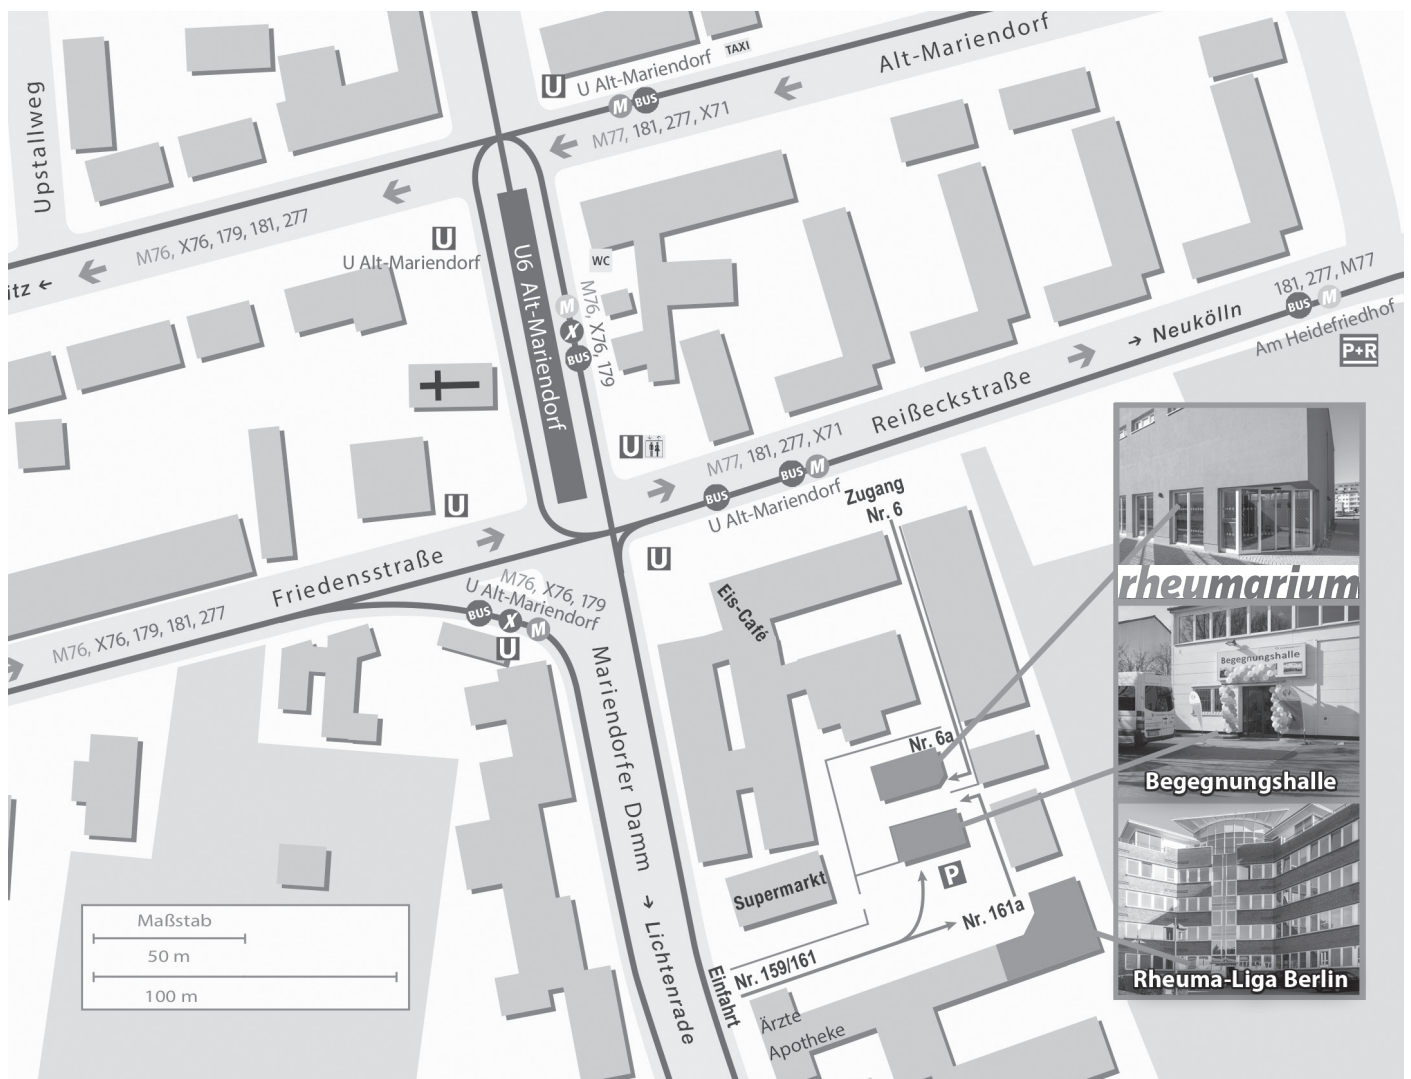 Upstallweg
U
U Alt-Mariendorf
TAXI
M
BUS
Alt-Mariendorf
M77, 181, 277, X71
M76, X76, 179, 181, 277
U
U Alt-Mariendorf
itz ←
U6 Alt-Mariendorf
WC
M
X
BUS
M76, X76, 179
181, 277, M77
BUS
M
Am Heidefriedhof
P+R
→ Neukölln
Reißeckstraße
U
M77, 181, 277, X71
BUS
BUS
M
U Alt-Mariendorf
U
Zugang
Nr. 6
U
Friedensstraße
M76, X76, 179, 181, 277
M76, X76, 179
U Alt-Mariendorf
BUS
X
M
U
Eis-Café
Mariendorfer Damm → Lichtenrade
Nr. 6a
P
Supermarkt
Nr. 161a
Nr. 159/161
Einfahrt
Ärzte
Apotheke
Maßstab
50 m
100 m
rheumarium
Begegnungshalle
Begegnungshalle
Rheuma-Liga Berlin